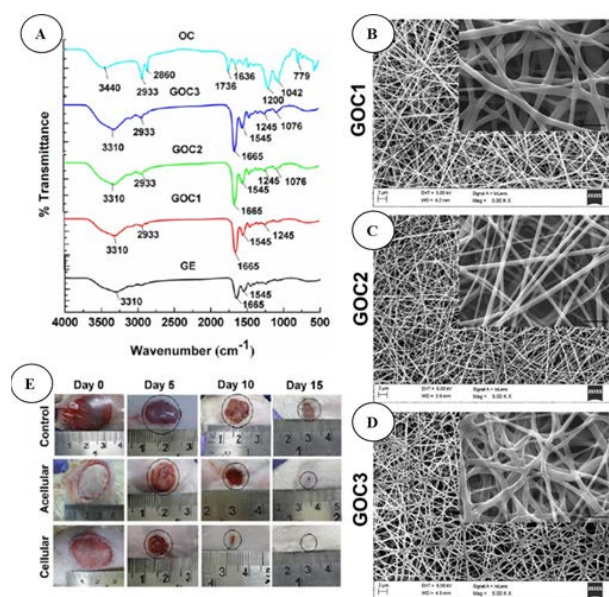 A
OC
3440
2933
2860
1736
1636
1200
1042
779
GOC3
3310
2933
1665
1545
1245
1076
GOC2
3310
2933
1665
1545
1245
1076
GOC1
3310
2933
1665
1545
1245
GE
3310
1545
1665
% Transmittance
4000 3500 3000 2500 2000 1500 1000 500
Wavenumber (cm⁻¹)
B
GOC1
C
GOC2
D
GOC3
E
Day 0 Day 5 Day 10 Day 15
Control
Acellular
Cellular